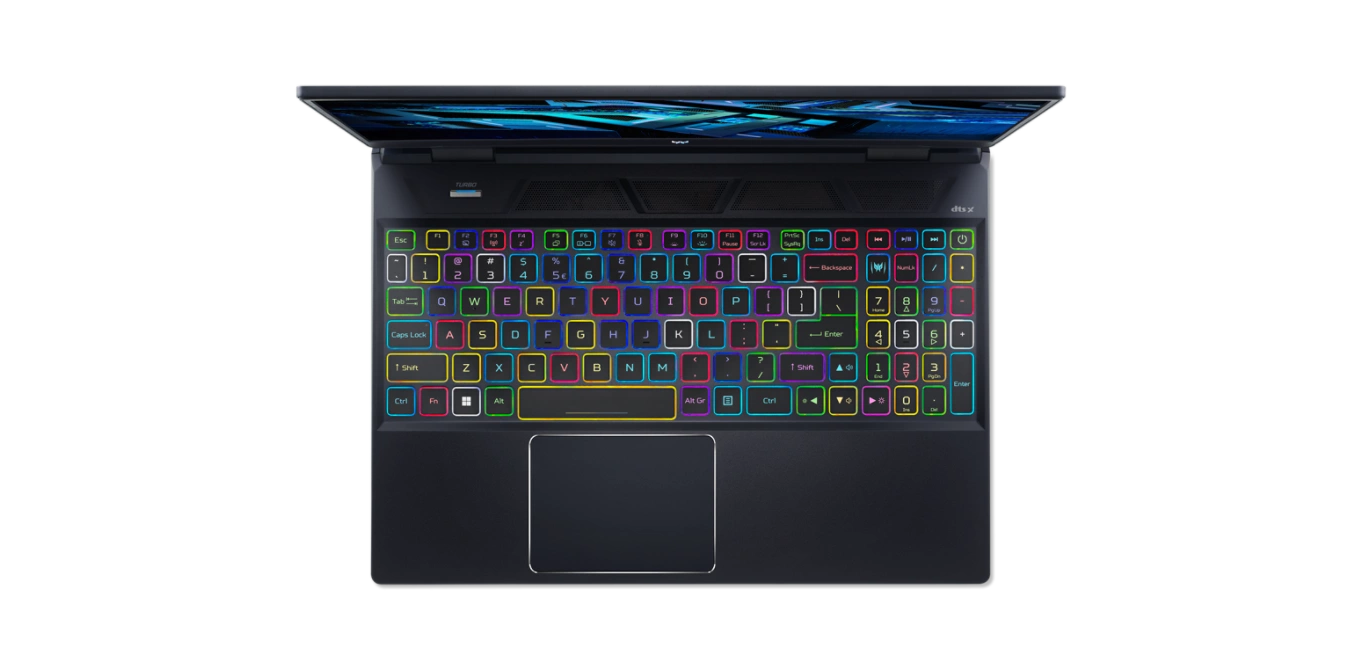 TURBO
dts X
Esc F1 F2 F3 F4 F5 F6 F7 F8 F9 F10 F11 F12 PrtSc Ins Del
Pause Scr Lk SysRq
! @ # $ % ^ & * ( ) — +
1 2 3 4 5 € 6 7 8 9 0 - = ← Backspace NumLk / *
Tab Q W E R T Y U I O P { } | 7 8 9 -
[ ] \ Home PgUp
Caps Lock A S D F G H J K L : " ↵ Enter 4 5 6 +
; '
↑ Shift Z X C V B N M < > ? ↑ Shift 1 2 3 Enter
, . / End PgDn
Ctrl Fn Alt Alt Gr Ctrl 0 .
Ins Del